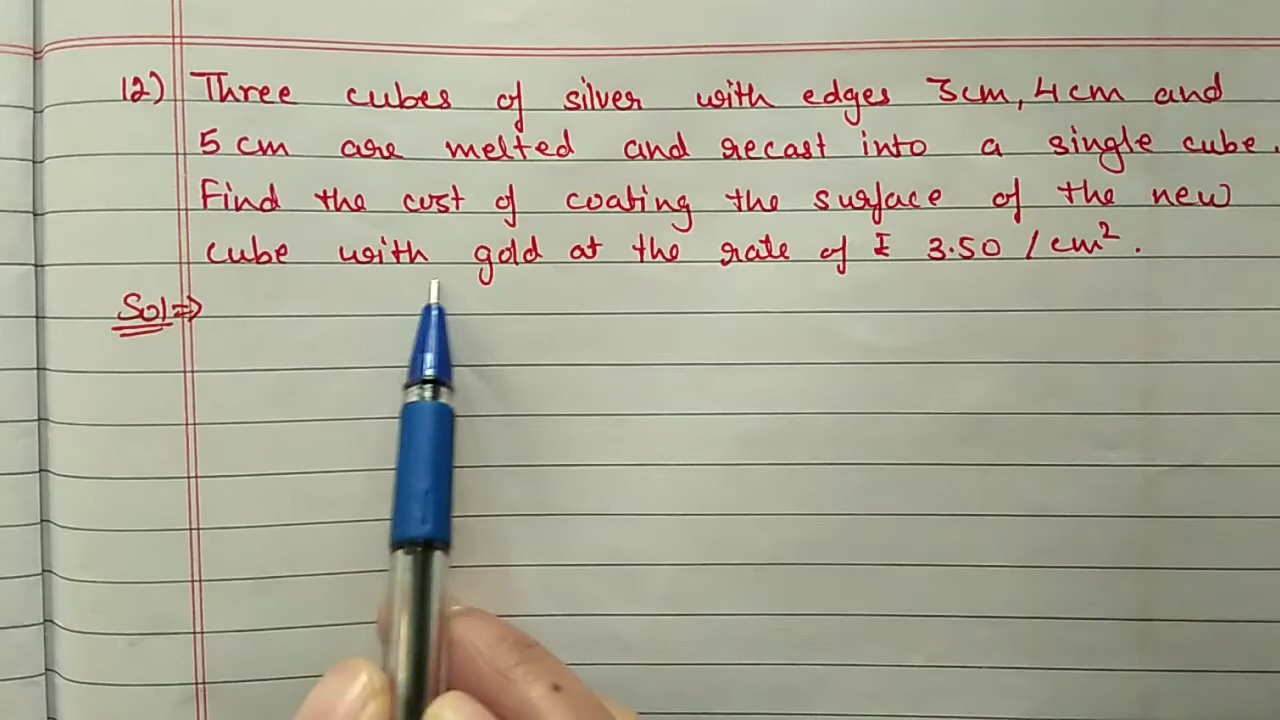 12) Three cubes of silver with edges 3cm, 4cm and
5 cm are melted and recast into a single cube.
Find the cost of coating the surface of the new
cube with gold at the rate of ₹ 3.50 / cm².
Sol⇒